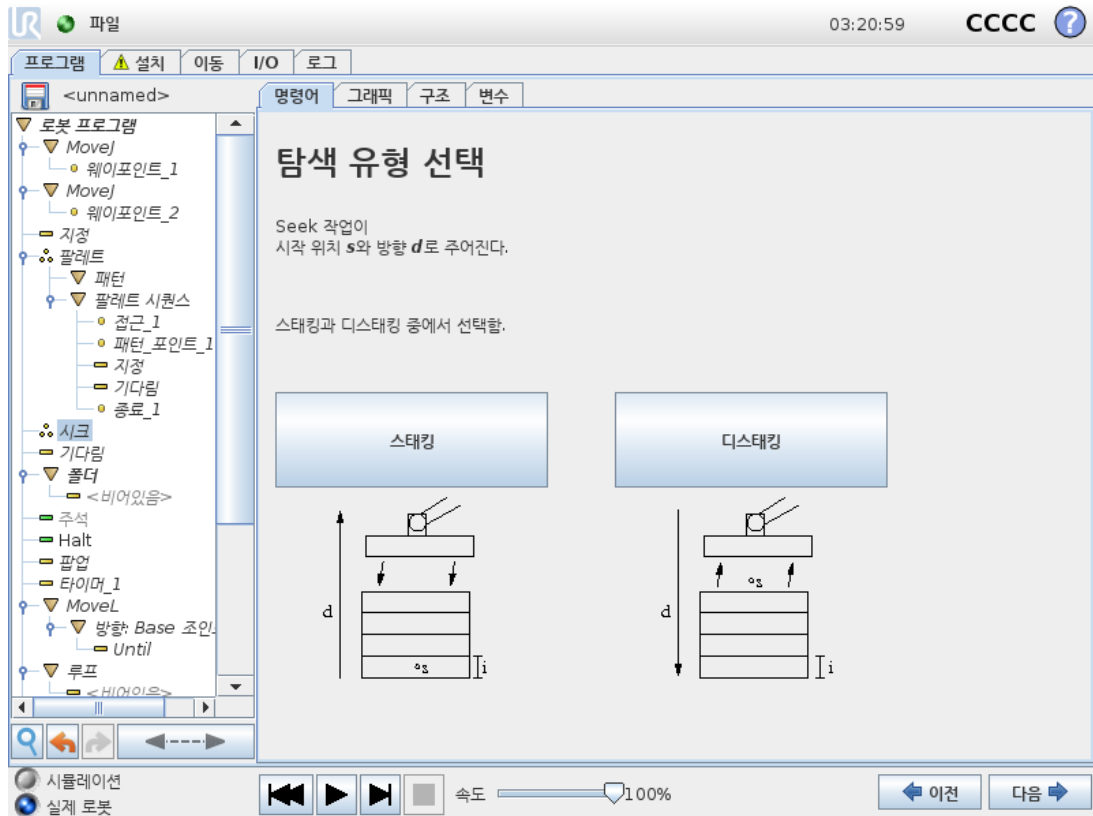 UR
파일
03:20:59
CCCC
?
프로그램
설치
이동
I/O
로그
<unnamed>
명령어
그래픽
구조
변수
로봇 프로그램
MoveJ
웨이포인트_1
MoveJ
웨이포인트_2
지정
팔레트
패턴
팔레트 시퀀스
접근_1
패턴_포인트_1
지정
기다림
종료_1
시크
기다림
폴더
<비어있음>
주석
Halt
팝업
타이머_1
MoveL
방향: Base 조인
Until
루프
<비어있음>
탐색 유형 선택
Seek 작업이
시작 위치 s와 방향 d로 주어진다.
스태킹과 디스태킹 중에서 선택함.
스태킹
디스태킹
d
s
i
d
s
i
시뮬레이션
실제 로봇
속도
100%
이전
다음